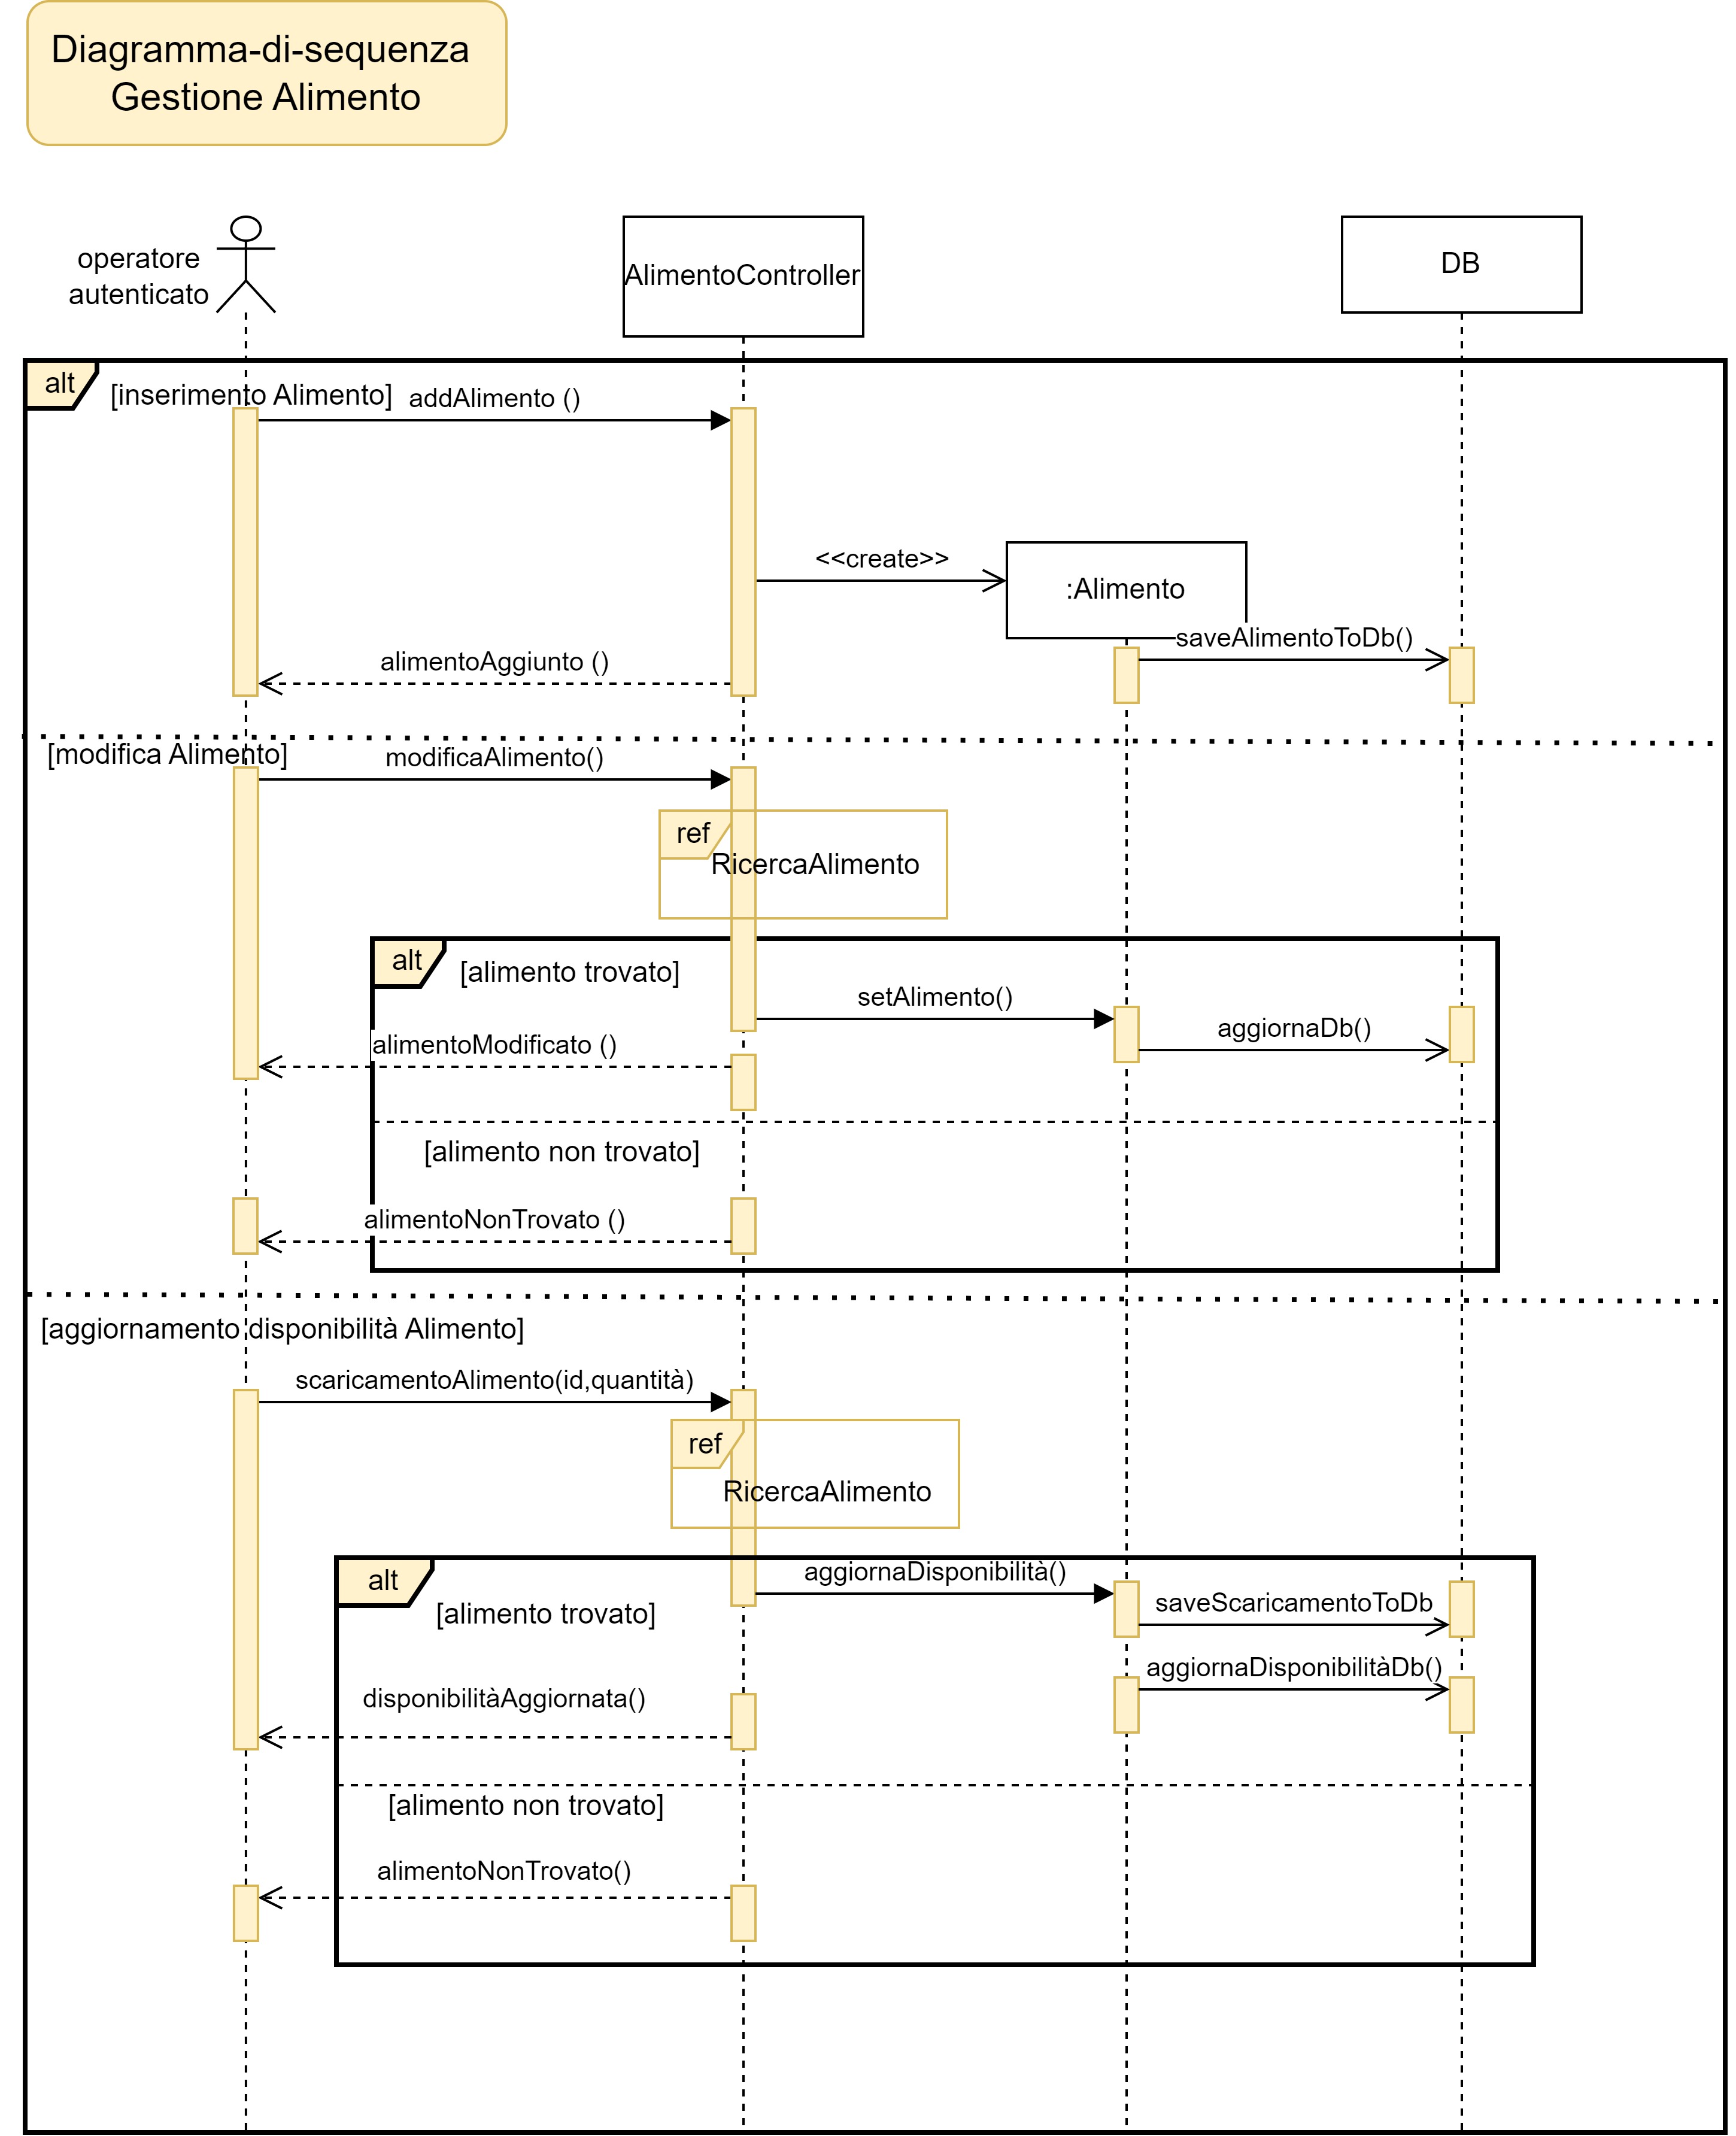 Diagramma-di-sequenza
Gestione Alimento
operatore
autenticato
AlimentoController
DB
alt
[inserimento Alimento]
addAlimento ()
<<create>>
:Alimento
saveAlimentoToDb()
alimentoAggiunto ()
[modifica Alimento]
modificaAlimento()
ref
RicercaAlimento
alt
[alimento trovato]
setAlimento()
aggiornaDb()
alimentoModificato ()
[alimento non trovato]
alimentoNonTrovato ()
[aggiornamento disponibilità Alimento]
scaricamentoAlimento(id,quantità)
ref
RicercaAlimento
alt
aggiornaDisponibilità()
[alimento trovato]
saveScaricamentoToDb
aggiornaDisponibilitàDb()
disponibilitàAggiornata()
[alimento non trovato]
alimentoNonTrovato()